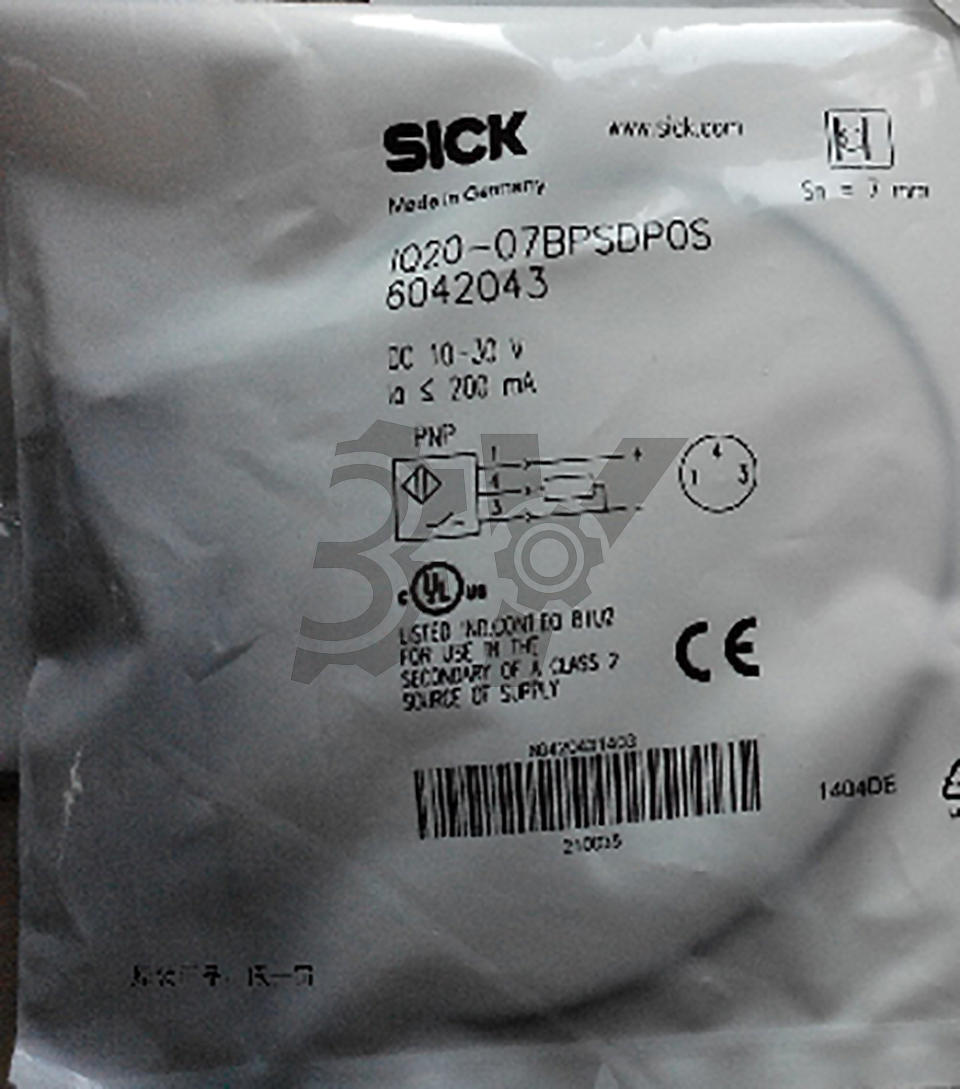 SICK
www.sick.com
Made in Germany
Sn = 7 mm
IQ20-07BPSDP0S
6042043
DC 10-30 V
Ia ≤ 200 mA
PNP
1
+
4
3
-
4
1 3
C UL US
LISTED IND.CONT.EQ 81U2
FOR USE IN THE
SECONDARY OF A CLASS 2
SOURCE OF SUPPLY
CE
60420431403
1404DE